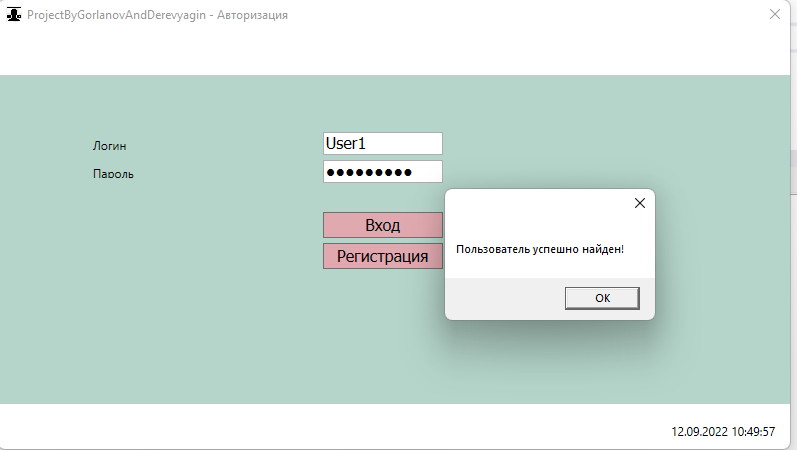 ProjectByGorlanovAndDerevyagin - Авторизация
Логин
User1
Пароль
●●●●●●●●●
Вход
Регистрация
Пользователь успешно найден!
OK
12.09.2022 10:49:57